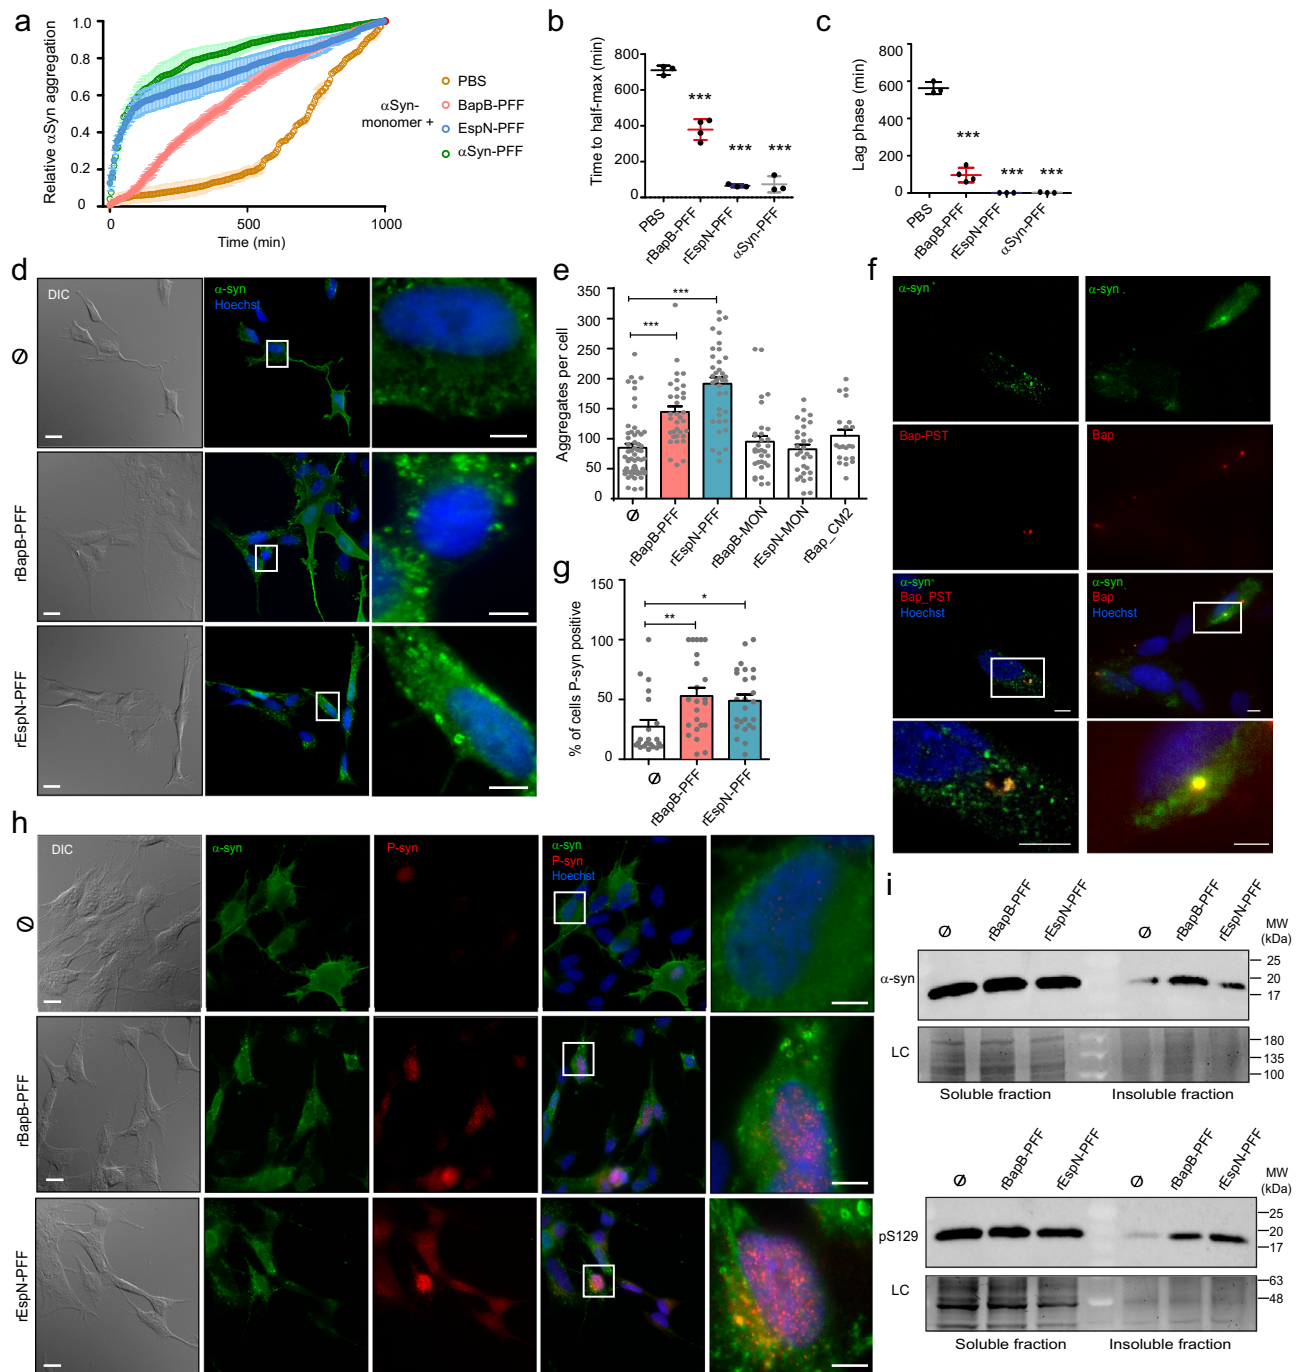 a
Relative αSyn aggregation
1.0
0.8
0.6
0.4
0.2
0
0
500
1000
Time (min)
αSyn-
monomer +
PBS
BapB-PFF
EspN-PFF
αSyn-PFF
b
Time to half-max (min)
800
600
400
200
0
***
***
***
PBS
rBapB-PFF
rEspN-PFF
αSyn-PFF
c
Lag phase (min)
800
600
400
200
0
***
***
***
PBS
rBapB-PFF
rEspN-PFF
αSyn-PFF
d
DIC
α-syn
Hoechst
Ø
rBapB-PFF
rEspN-PFF
e
Aggregates per cell
350
300
250
200
150
100
50
0
***
***
Ø
rBapB-PFF
rEspN-PFF
rBapB-MON
rEspN-MON
rBap_CM2
f
α-syn
α-syn
Bap-PST
Bap
α-syn
Bap_PST
Hoechst
α-syn
Bap
Hoechst
g
% of cells P-syn positive
150
100
50
0
*
**
Ø
rBapB-PFF
rEspN-PFF
h
DIC
α-syn
P-syn
α-syn
P-syn
Hoechst
Ø
rBapB-PFF
rEspN-PFF
i
Ø
rBapB-PFF
rEspN-PFF
Ø
rBapB-PFF
rEspN-PFF
MW
(kDa)
α-syn
25
20
17
LC
180
135
100
Soluble fraction
Insoluble fraction
Ø
rBapB-PFF
rEspN-PFF
Ø
rBapB-PFF
rEspN-PFF
MW
(kDa)
pS129
25
20
17
LC
63
48
Soluble fraction
Insoluble fraction